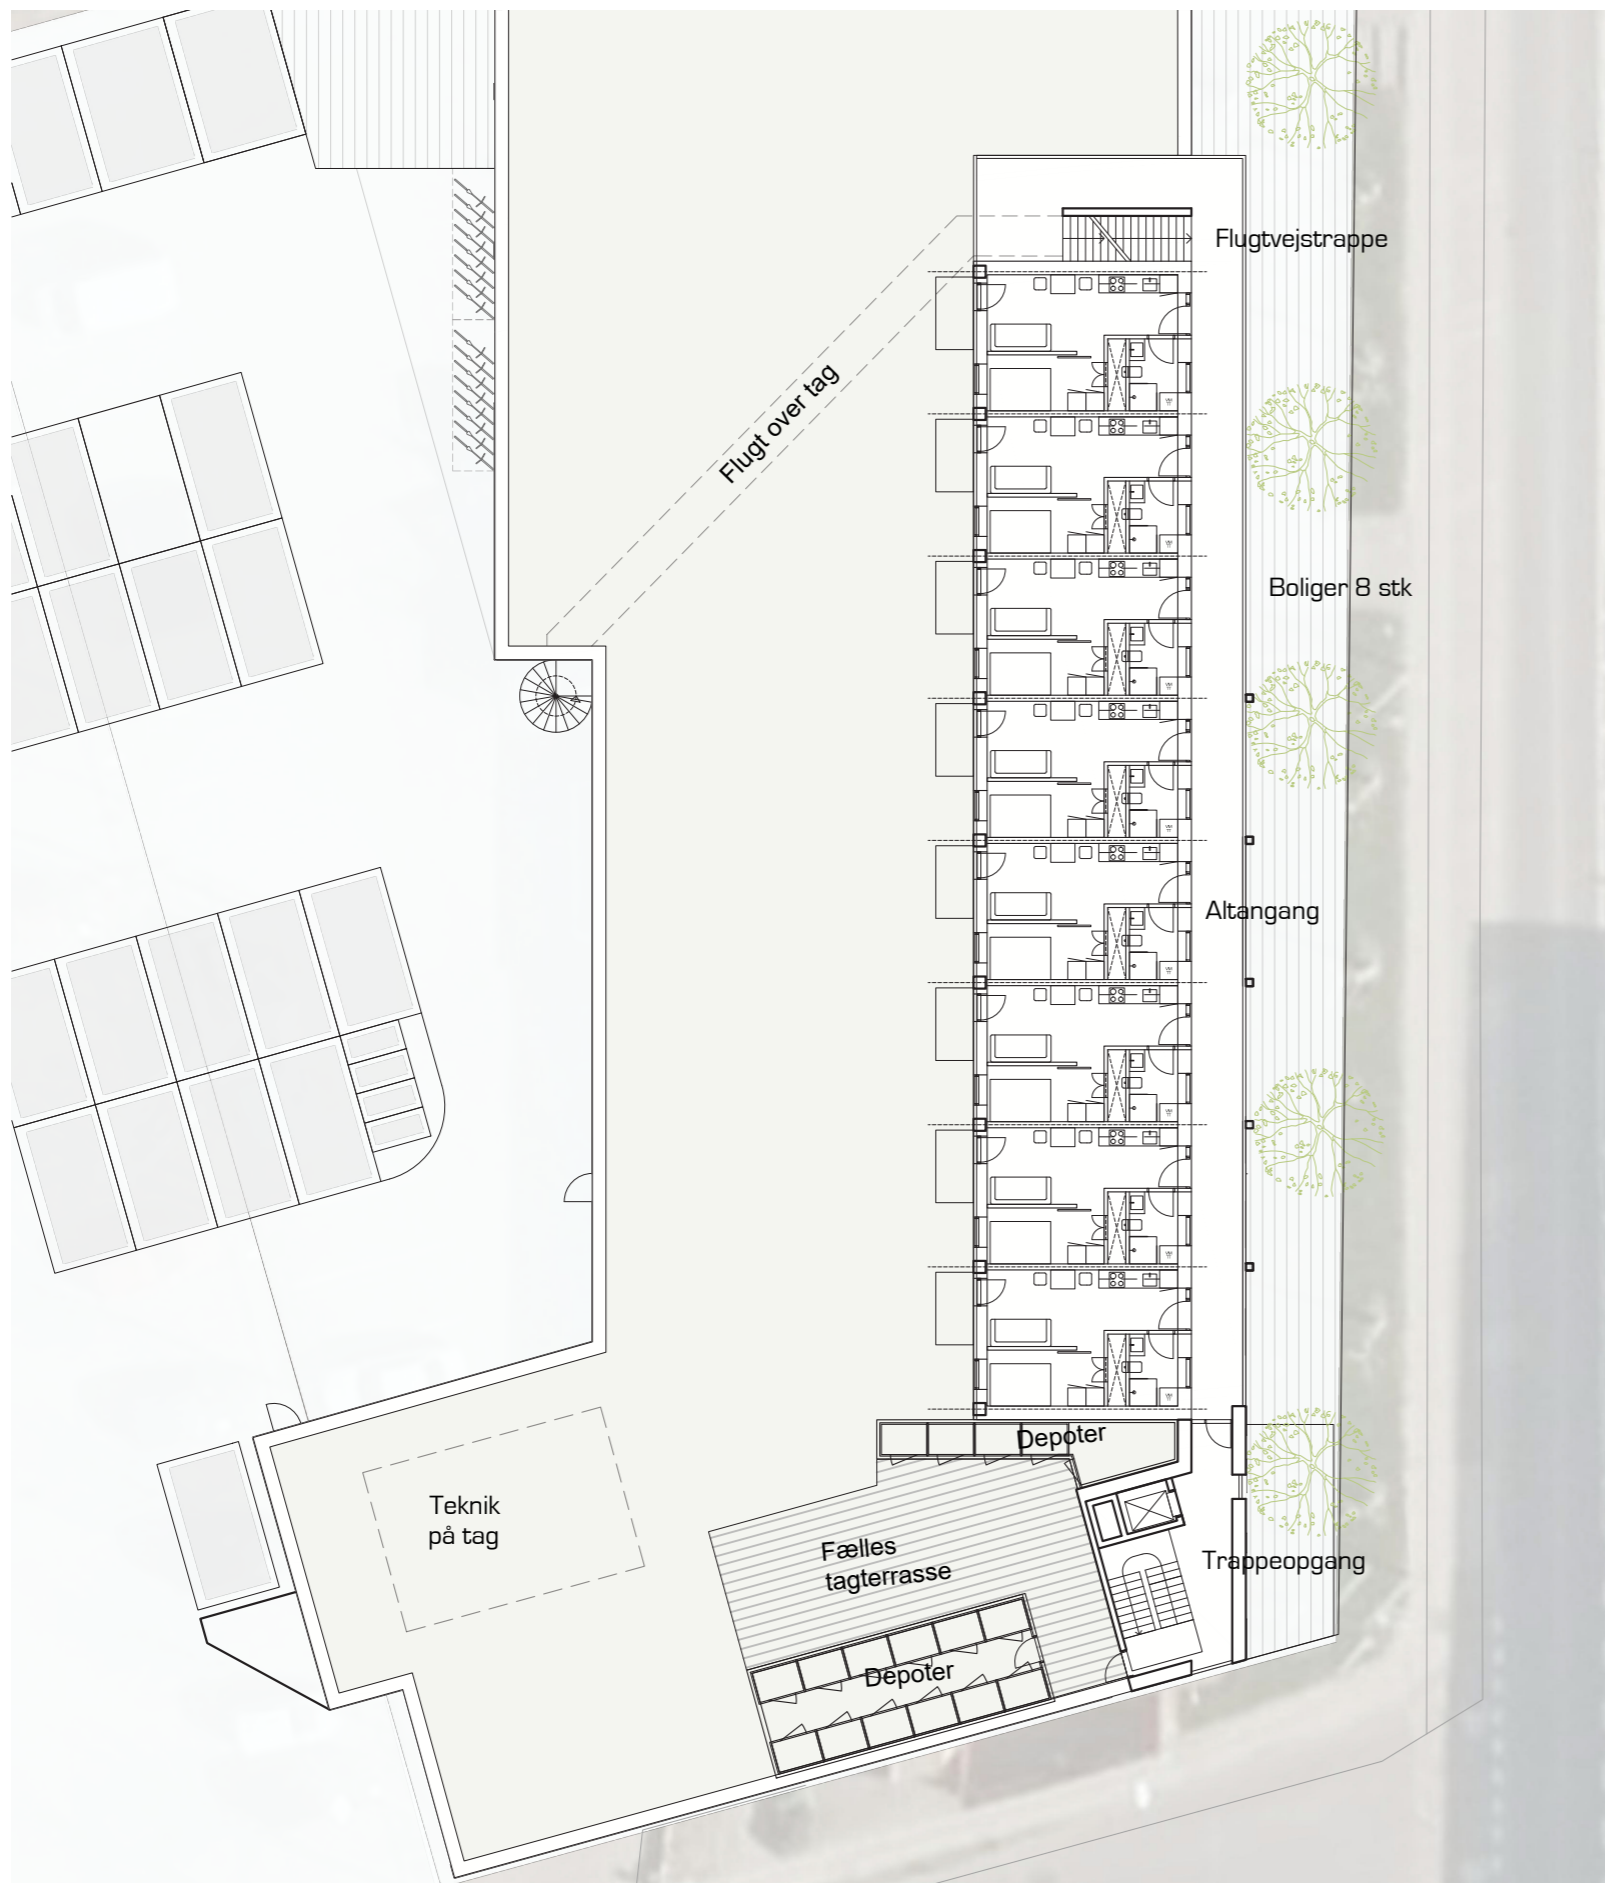 Flugtvejstrappe
Flugt over tag
Boliger 8 stk
Altangang
Depoter
Teknik
på tag
Fælles
tagterrasse
Trappeopgang
Depoter